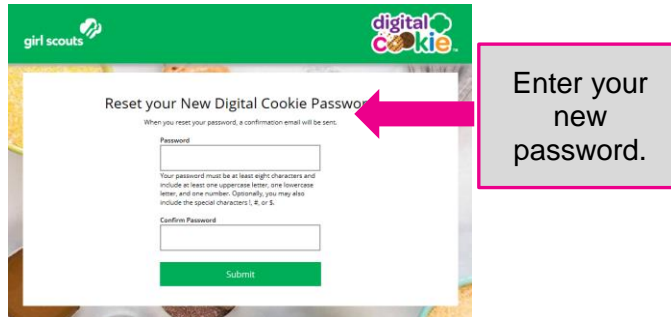 girl scouts
digital
cookie
Reset your New Digital Cookie Passwor
When you reset your password, a confirmation email will be sent.
Password
Your password must be at least eight characters and
include at least one uppercase letter, one lowercase
letter, and one number. Optionally, you may also
include the special characters !, #, or $.
Confirm Password
Submit
Enter your
new
password.